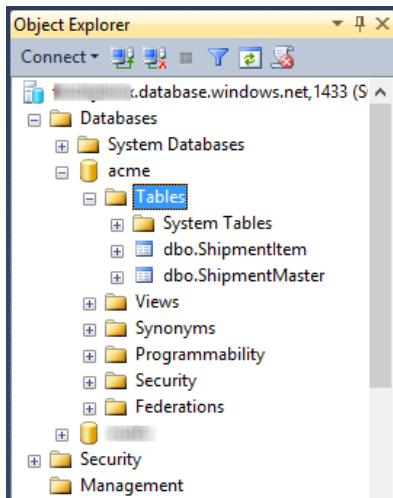 Object Explorer
Connect
.database.windows.net,1433 (S
Databases
System Databases
acme
Tables
System Tables
dbo.ShipmentItem
dbo.ShipmentMaster
Views
Synonyms
Programmability
Security
Federations
Security
Management